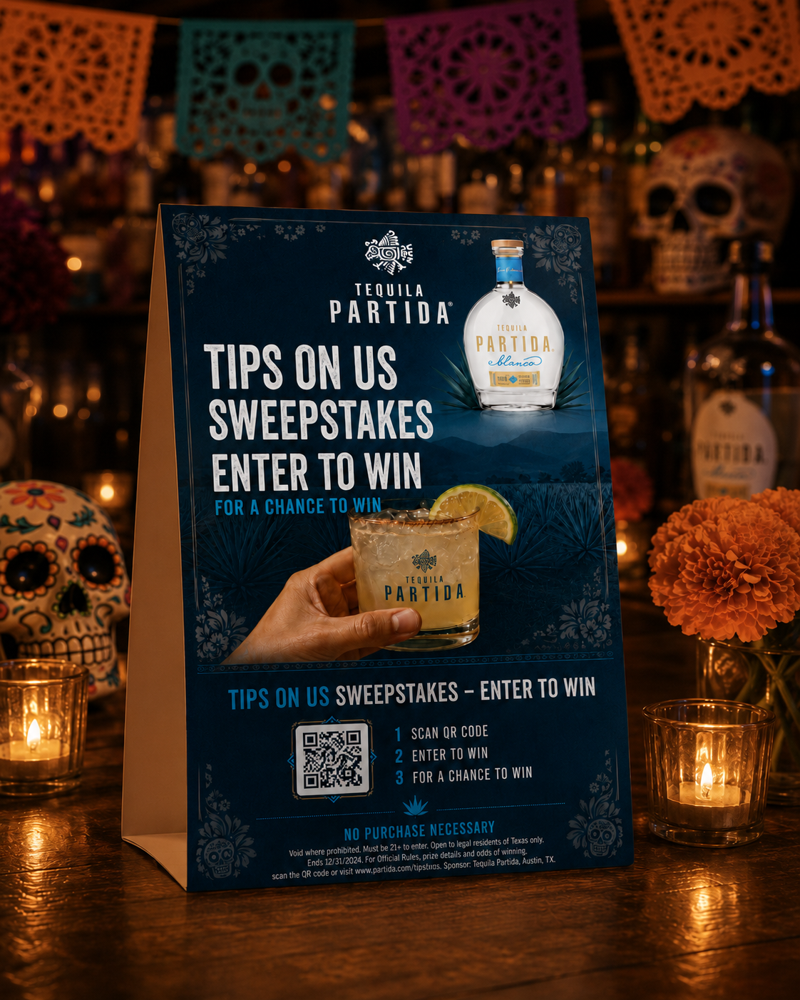 TEQUILA
PARTIDA®
TEQUILA
PARTIDA®
blanco
TIPS ON US
SWEEPSTAKES
ENTER TO WIN
FOR A CHANCE TO WIN
TEQUILA
PARTIDA
PARTIDA
TIPS ON US SWEEPSTAKES – ENTER TO WIN
1 SCAN QR CODE
2 ENTER TO WIN
3 FOR A CHANCE TO WIN
NO PURCHASE NECESSARY
Void where prohibited. Must be 21+ to enter. Open to legal residents of Texas only.
Ends 12/31/2024. For Official Rules, prize details and odds of winning,
scan the QR code or visit Sponsor: Tequila Partida, Austin, TX.